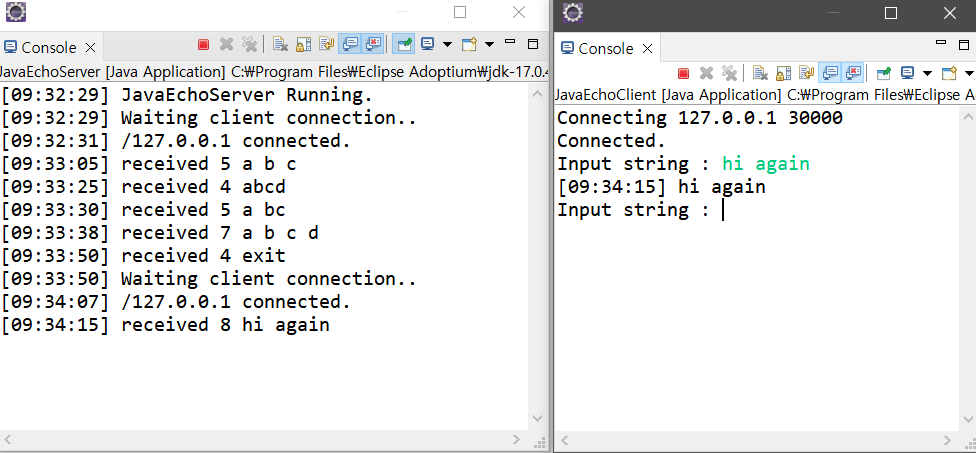 Console
JavaEchoServer [Java Application] C:₩Program Files₩Eclipse Adoptium₩jdk-17.0.4
[09:32:29] JavaEchoServer Running.
[09:32:29] Waiting client connection..
[09:32:31] /127.0.0.1 connected.
[09:33:05] received 5 a b c
[09:33:25] received 4 abcd
[09:33:30] received 5 a bc
[09:33:38] received 7 a b c d
[09:33:50] received 4 exit
[09:33:50] Waiting client connection..
[09:34:07] /127.0.0.1 connected.
[09:34:15] received 8 hi again
Console
JavaEchoClient [Java Application] C:₩Program Files₩Eclipse A
Connecting 127.0.0.1 30000
Connected.
Input string : hi again
[09:34:15] hi again
Input string :